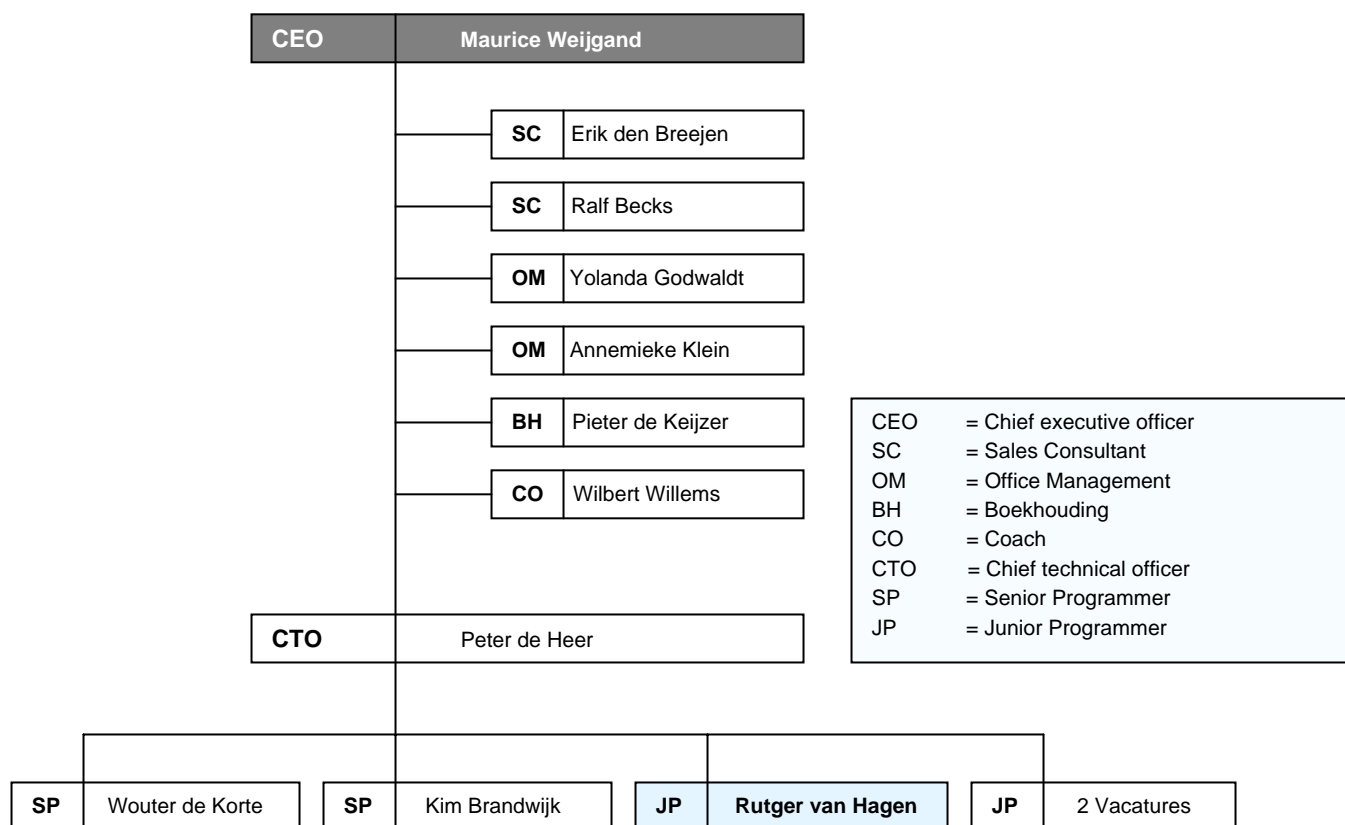 CEO Maurice Weijgand
SC Erik den Breejen
SC Ralf Becks
OM Yolanda Godwaldt
OM Annemieke Klein
BH Pieter de Keijzer
CO Wilbert Willems
CEO = Chief executive officer
SC = Sales Consultant
OM = Office Management
BH = Boekhouding
CO = Coach
CTO = Chief technical officer
SP = Senior Programmer
JP = Junior Programmer
CTO Peter de Heer
SP Wouter de Korte
SP Kim Brandwijk
JP Rutger van Hagen
JP 2 Vacatures